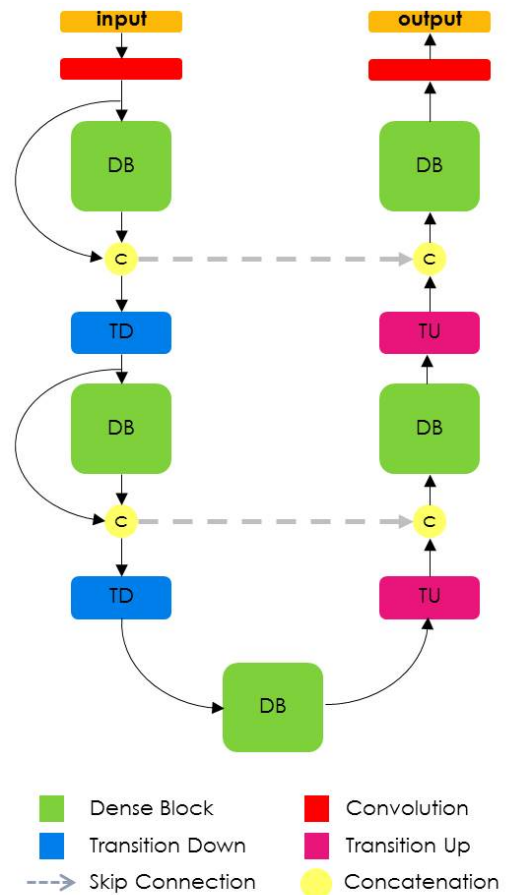 input
output
DB
DB
C
C
TD
TU
DB
DB
C
C
TD
TU
DB
Dense Block
Convolution
Transition Down
Transition Up
Skip Connection
Concatenation